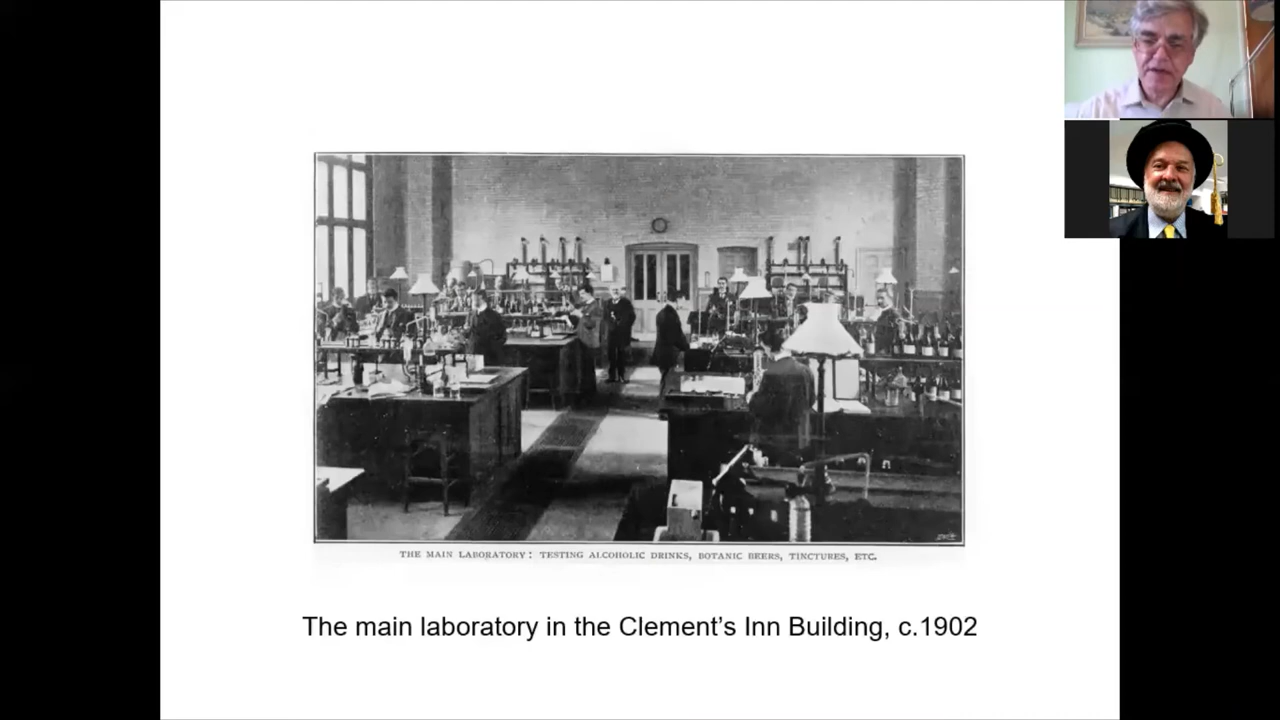 THE MAIN LABORATORY: TESTING ALCOHOLIC DRINKS, BOTANIC BEERS, TINCTURES, ETC.
The main laboratory in the Clement’s Inn Building, c.1902